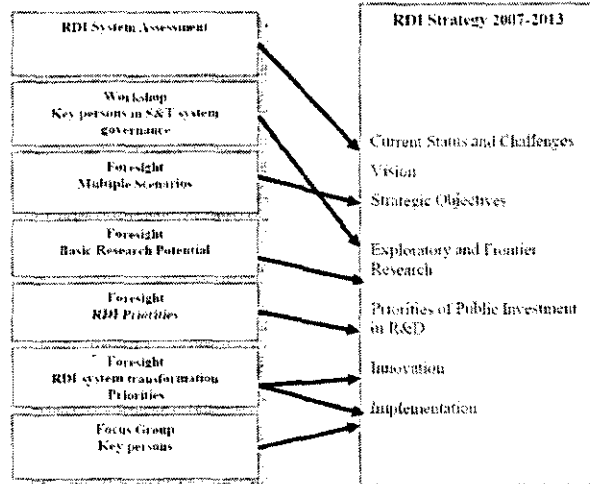 RDI System Assessment
Workshop
Key persons in S&T system
governance
Foresight
Multiple Scenarios
Foresight
Basic Research Potential
Foresight
RDI Priorities
Foresight
RDI system transformation
Priorities
Focus Group
Key persons
RDI Strategy 2007-2013
Current Status and Challenges
Vision
Strategic Objectives
Exploratory and Frontier
Research
Priorities of Public Investment
in R&D
Innovation
Implementation